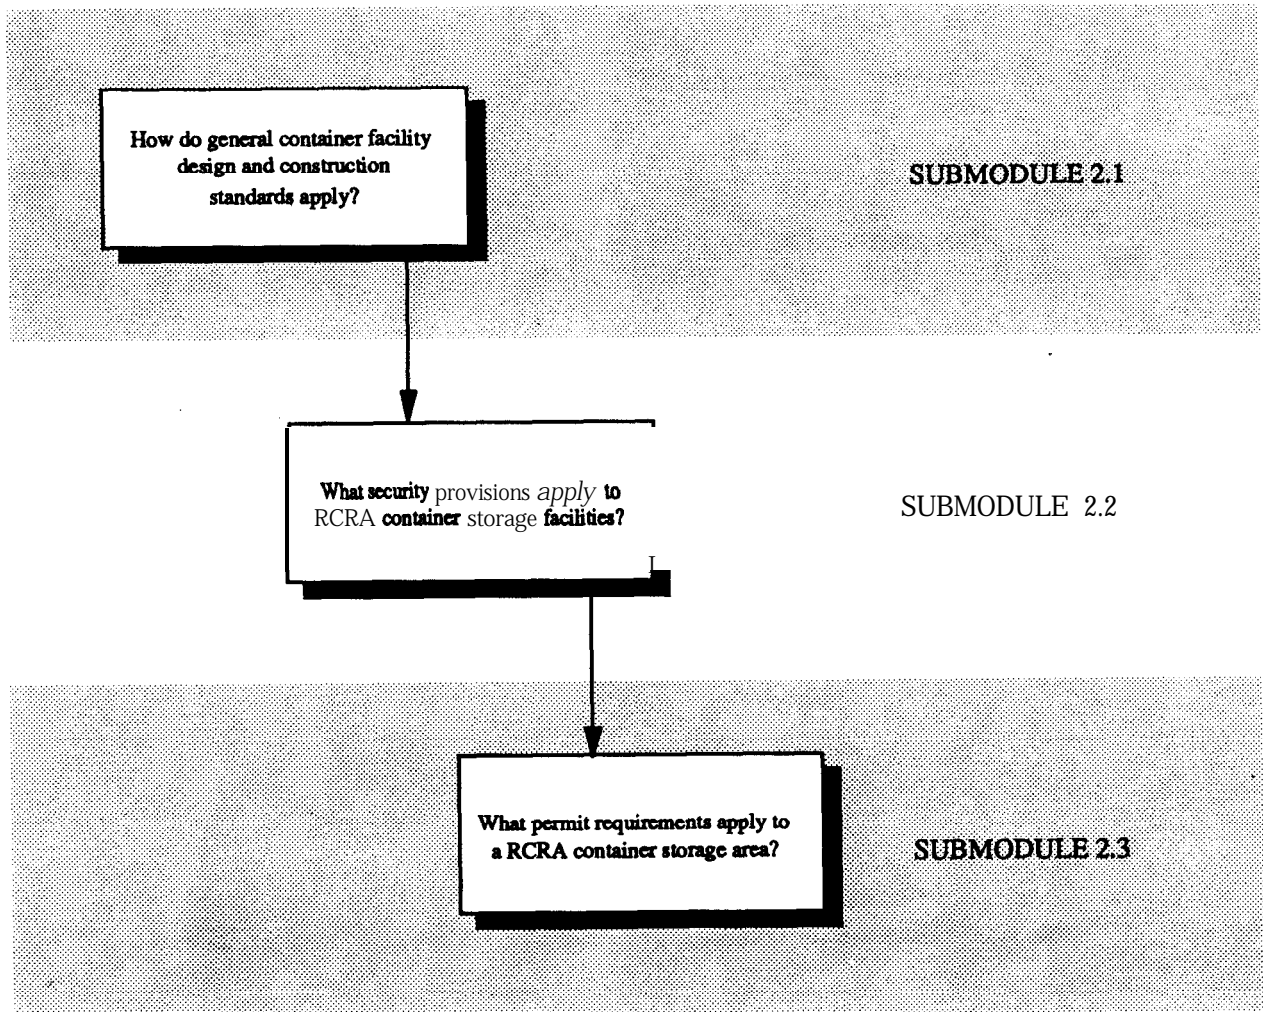 How do general container facility
design and construction
standards apply?
SUBMODULE 2.1
What security provisions apply to
RCRA container storage facilities?
SUBMODULE 2.2
What permit requirements apply to
a RCRA container storage area?
SUBMODULE 2.3